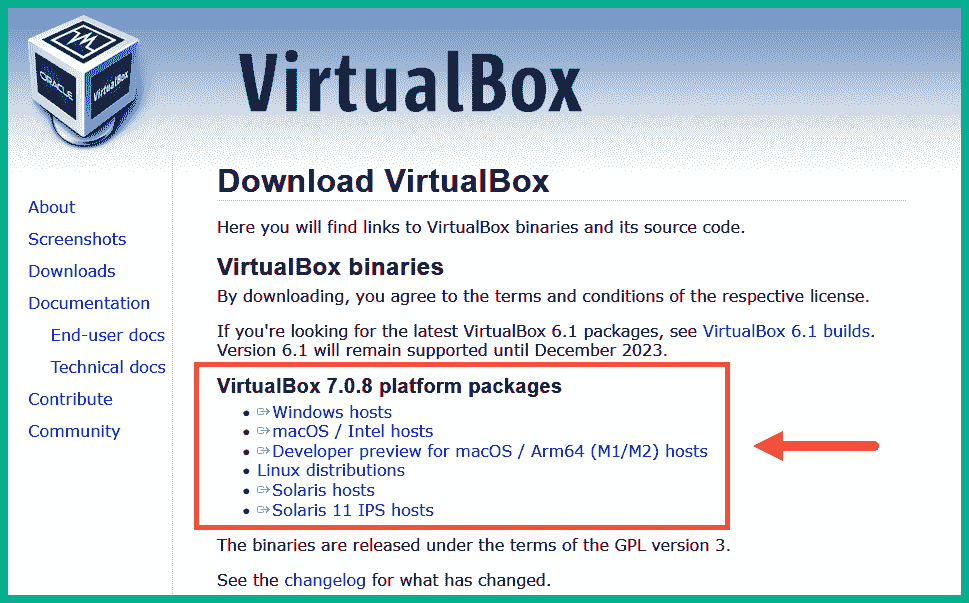 ORACLE
VirtualBox
VirtualBox
Download VirtualBox
Here you will find links to VirtualBox binaries and its source code.
VirtualBox binaries
By downloading, you agree to the terms and conditions of the respective license.
If you're looking for the latest VirtualBox 6.1 packages, see VirtualBox 6.1 builds.
Version 6.1 will remain supported until December 2023.
VirtualBox 7.0.8 platform packages
Windows hosts
macOS / Intel hosts
Developer preview for macOS / Arm64 (M1/M2) hosts
Linux distributions
Solaris hosts
Solaris 11 IPS hosts
The binaries are released under the terms of the GPL version 3.
See the changelog for what has changed.
About
Screenshots
Downloads
Documentation
End-user docs
Technical docs
Contribute
Community